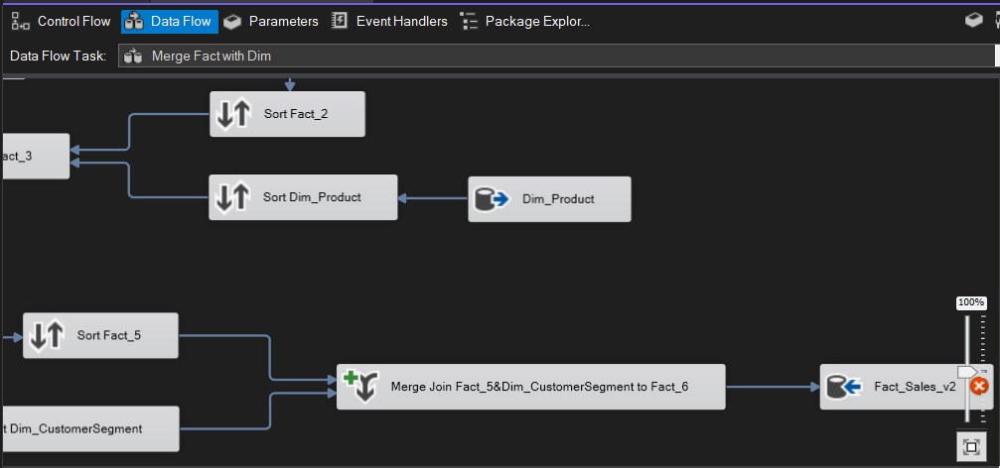 Control Flow Data Flow Parameters Event Handlers Package Explor...
Data Flow Task: Merge Fact with Dim
Sort Fact_2
act_3
Sort Dim_Product
Dim_Product
100%
Sort Fact_5
Merge Join Fact_5&Dim_CustomerSegment to Fact_6
Fact_Sales_v2
t Dim_CustomerSegment